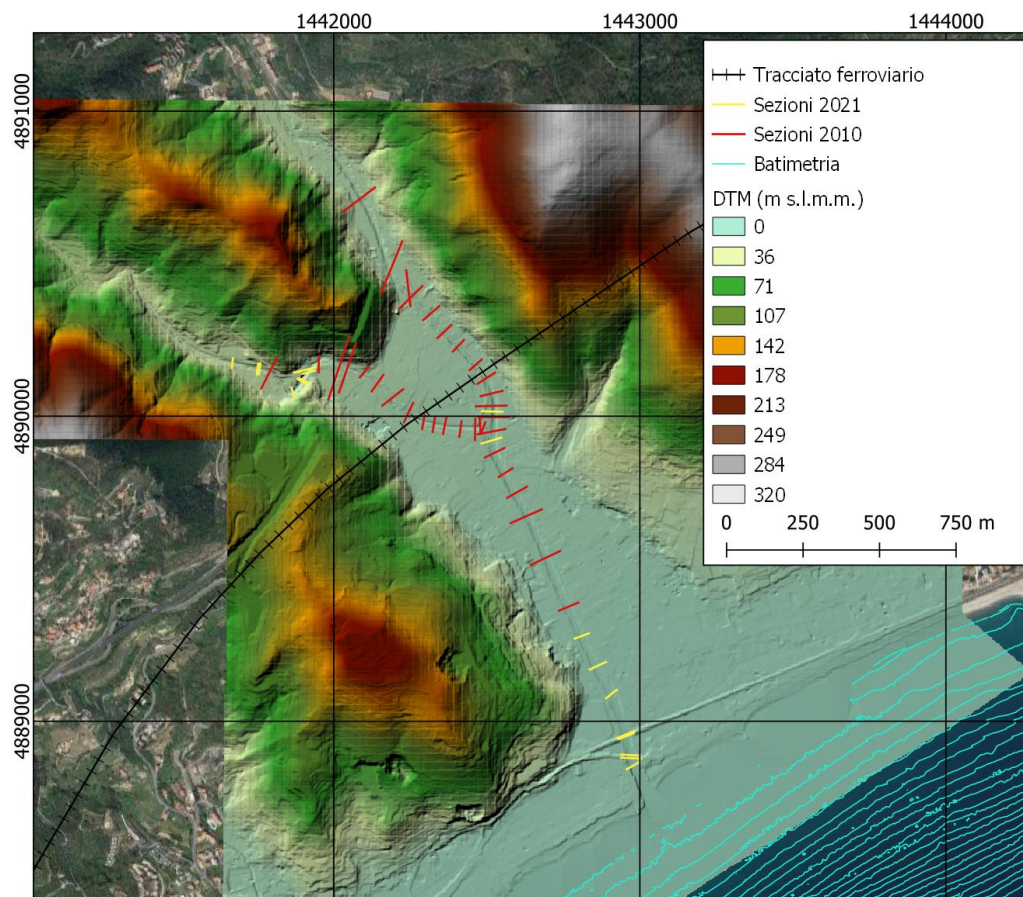 1442000 1443000 1444000
4891000
4890000
4889000
Tracciato ferroviario
Sezioni 2021
Sezioni 2010
Batimetria
DTM (m s.l.m.m.)
0
36
71
107
142
178
213
249
284
320
0 250 500 750 m